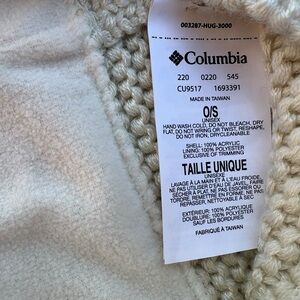 003287-HUG-3000
Columbia
220 0220 545
CU9517 1693391
MADE IN TAIWAN
O/S
UNISEX
HAND WASH COLD, DO NOT BLEACH, DRY
FLAT, DO NOT WRING OR TWIST, RESHAPE,
DO NOT IRON, DRYCLEANABLE
SHELL: 100% ACRYLIC
LINING: 100% POLYESTER
EXCLUSIVE OF TRIMMING
TAILLE UNIQUE
UNISEXE
LAVAGE À LA MAIN ET À L'EAU FROIDE,
NE PAS UTILISER D'EAU DE JAVEL, FAIRE
SÉCHER À PLAT, NE PAS ESSORER OU
TORDRE, REMETTRE EN FORME, NE PAS
REPASSER, NETTOYABLE À SEC
EXTÉRIEUR: 100% ACRYLIQUE
DOUBLURE: 100% POLYESTER
SAUF LES BORDURES
FABRIQUÉ À TAIWAN